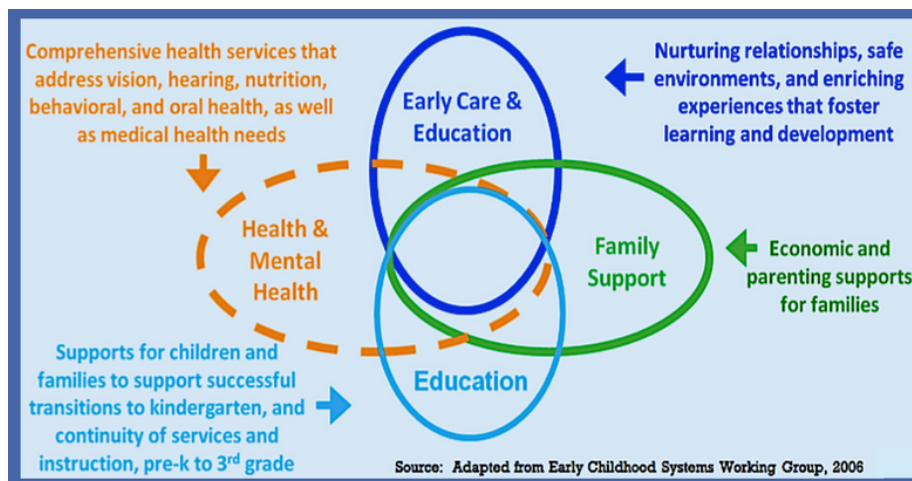 Comprehensive health services that
address vision, hearing, nutrition,
behavioral, and oral health, as well
as medical health needs
Early Care &
Education
Nurturing relationships, safe
environments, and enriching
experiences that foster
learning and development
Health &
Mental
Health
Family
Support
Economic and
parenting supports
for families
Supports for children and
families to support successful
transitions to kindergarten, and
continuity of services and
instruction, pre-k to 3rd grade
Education
Source: Adapted from Early Childhood Systems Working Group, 2006